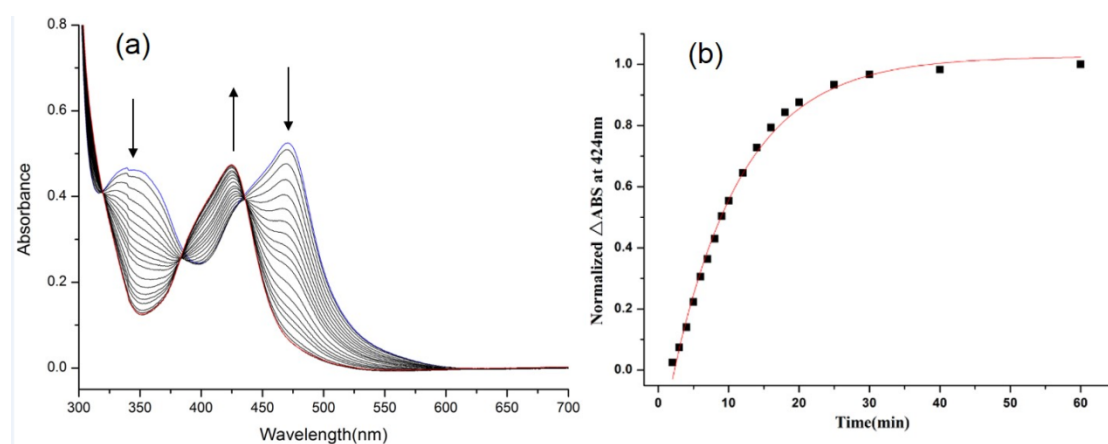 (a)
0.8
0.6
0.4
0.2
0.0
Absorbance
300 350 400 450 500 550 600 650 700
Wavelength(nm)
(b)
1.0
0.8
0.6
0.4
0.2
0.0
Normalized △ABS at 424nm
0 10 20 30 40 50 60
Time(min)